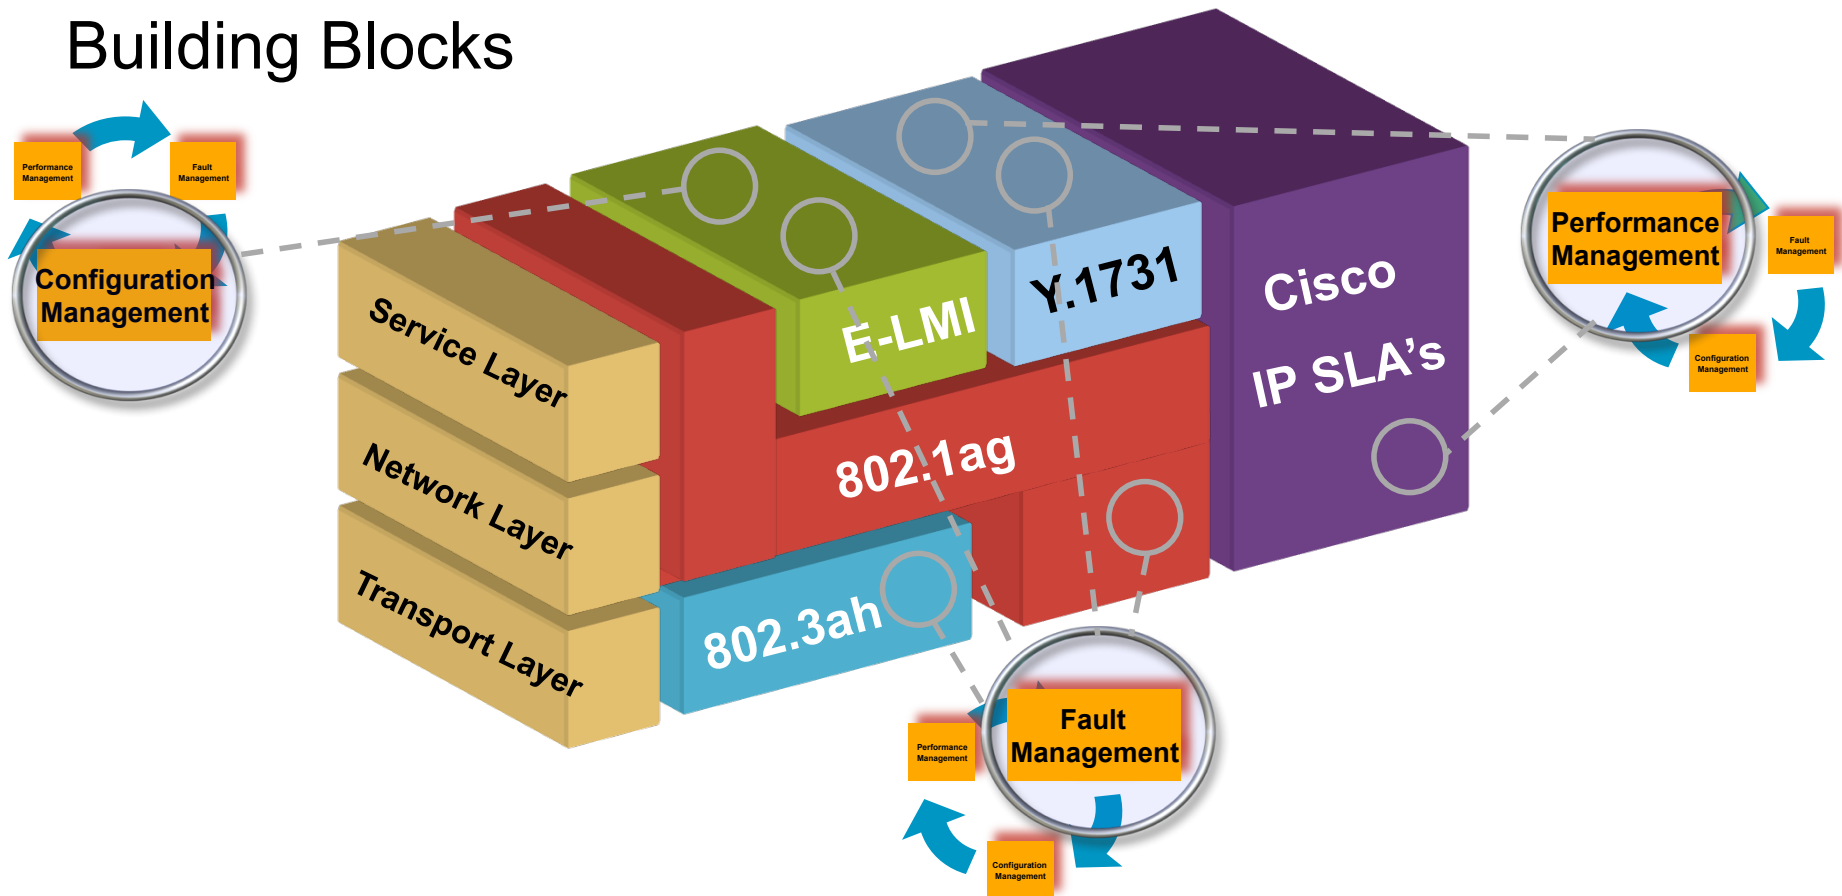 Building Blocks
Performance
Management
Fault
Management
Configuration
Management
Service Layer
Network Layer
Transport Layer
E-LMI
Y.1731
Cisco
IP SLA’s
802.1ag
802.3ah
Performance
Management
Fault
Management
Configuration
Management
Fault
Management
Performance
Management
Configuration
Management